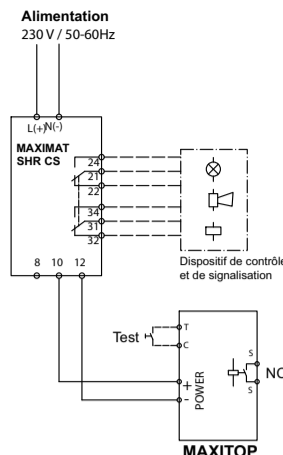 Alimentation
230 V / 50-60Hz
L(+) N(-)
MAXIMAT
SHR CS
24
21
22
34
31
32
8 10 12
Dispositif de contrôle
et de signalisation
Test
T
C
+
-
POWER
S
S
NO
MAXITOP